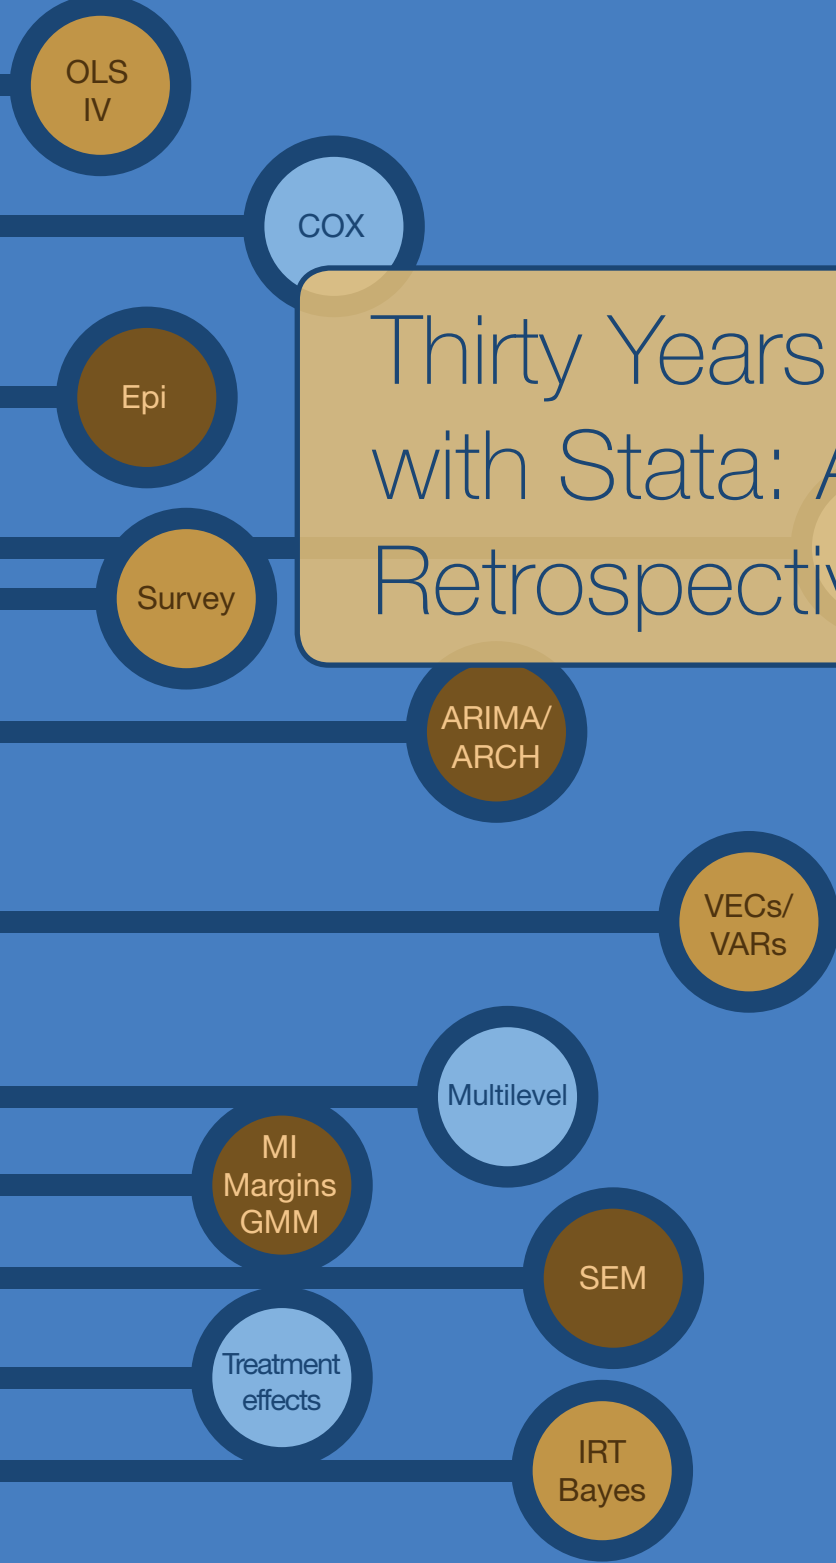 OLS
IV
COX
Thirty Years
with Stata: A
Retrospectiv
Epi
Survey
ARIMA/
ARCH
VECs/
VARs
Multilevel
MI
Margins
GMM
SEM
Treatment
effects
IRT
Bayes